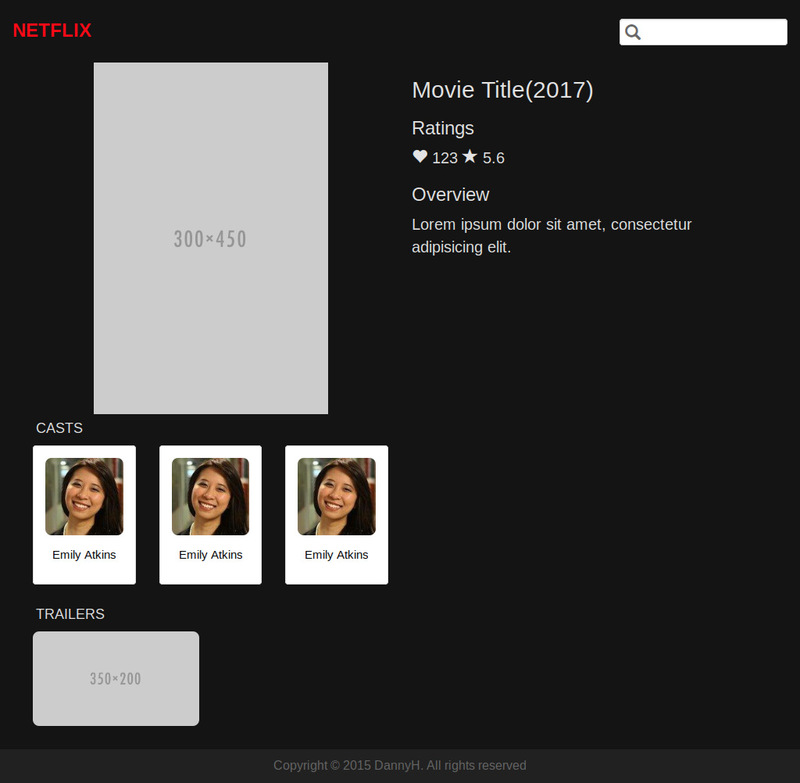 NETFLIX
300×450
Movie Title(2017)
Ratings
123 5.6
Overview
Lorem ipsum dolor sit amet, consectetur
adipisicing elit.
CASTS
Emily Atkins Emily Atkins Emily Atkins
TRAILERS
350×200
Copyright © 2015 DannyH. All rights reserved